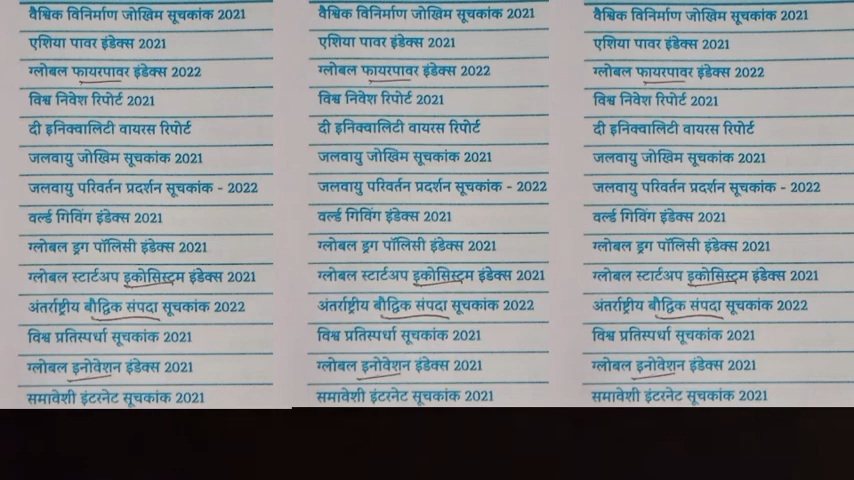 वैश्विक विनिर्माण जोखिम सूचकांक 2021
एशिया पावर इंडेक्स 2021
ग्लोबल फायरपावर इंडेक्स 2022
विश्व निवेश रिपोर्ट 2021
दी इनिक्वालिटी वायरस रिपोर्ट
जलवायु जोखिम सूचकांक 2021
जलवायु परिवर्तन प्रदर्शन सूचकांक - 2022
वर्ल्ड गिविंग इंडेक्स 2021
ग्लोबल ड्रग पॉलिसी इंडेक्स 2021
ग्लोबल स्टार्टअप इकोसिस्टम इंडेक्स 2021
अंतर्राष्ट्रीय बौद्धिक संपदा सूचकांक 2022
विश्व प्रतिस्पर्धा सूचकांक 2021
ग्लोबल इनोवेशन इंडेक्स 2021
समावेशी इंटरनेट सूचकांक 2021
वैश्विक विनिर्माण जोखिम सूचकांक 2021
एशिया पावर इंडेक्स 2021
ग्लोबल फायरपावर इंडेक्स 2022
विश्व निवेश रिपोर्ट 2021
दी इनिक्वालिटी वायरस रिपोर्ट
जलवायु जोखिम सूचकांक 2021
जलवायु परिवर्तन प्रदर्शन सूचकांक - 2022
वर्ल्ड गिविंग इंडेक्स 2021
ग्लोबल ड्रग पॉलिसी इंडेक्स 2021
ग्लोबल स्टार्टअप इकोसिस्टम इंडेक्स 2021
अंतर्राष्ट्रीय बौद्धिक संपदा सूचकांक 2022
विश्व प्रतिस्पर्धा सूचकांक 2021
ग्लोबल इनोवेशन इंडेक्स 2021
समावेशी इंटरनेट सूचकांक 2021
वैश्विक विनिर्माण जोखिम सूचकांक 2021
एशिया पावर इंडेक्स 2021
ग्लोबल फायरपावर इंडेक्स 2022
विश्व निवेश रिपोर्ट 2021
दी इनिक्वालिटी वायरस रिपोर्ट
जलवायु जोखिम सूचकांक 2021
जलवायु परिवर्तन प्रदर्शन सूचकांक - 2022
वर्ल्ड गिविंग इंडेक्स 2021
ग्लोबल ड्रग पॉलिसी इंडेक्स 2021
ग्लोबल स्टार्टअप इकोसिस्टम इंडेक्स 2021
अंतर्राष्ट्रीय बौद्धिक संपदा सूचकांक 2022
विश्व प्रतिस्पर्धा सूचकांक 2021
ग्लोबल इनोवेशन इंडेक्स 2021
समावेशी इंटरनेट सूचकांक 2021